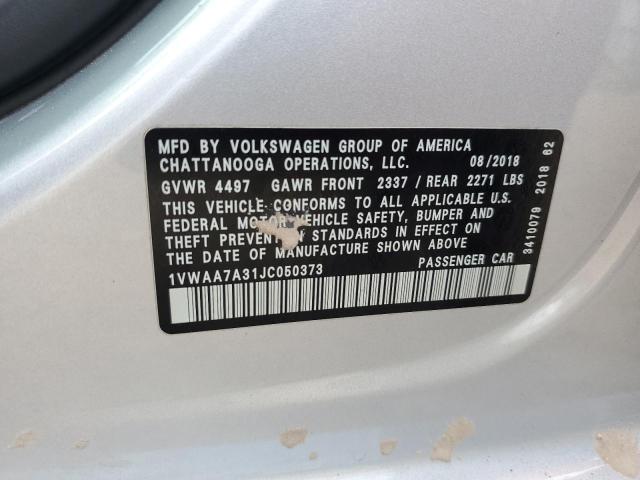 MFD BY VOLKSWAGEN GROUP OF AMERICA
CHATTANOOGA OPERATIONS, LLC. 08/2018
GVWR 4497 GAWR FRONT 2337 / REAR 2271 LBS
THIS VEHICLE CONFORMS TO ALL APPLICABLE U.S.
FEDERAL MOTOR VEHICLE SAFETY, BUMPER AND
THEFT PREVENTION STANDARDS IN EFFECT ON
THE DATE OF MANUFACTURE SHOWN ABOVE
1VWAA7A31JC050373 PASSENGER CAR
3410079 2018 62